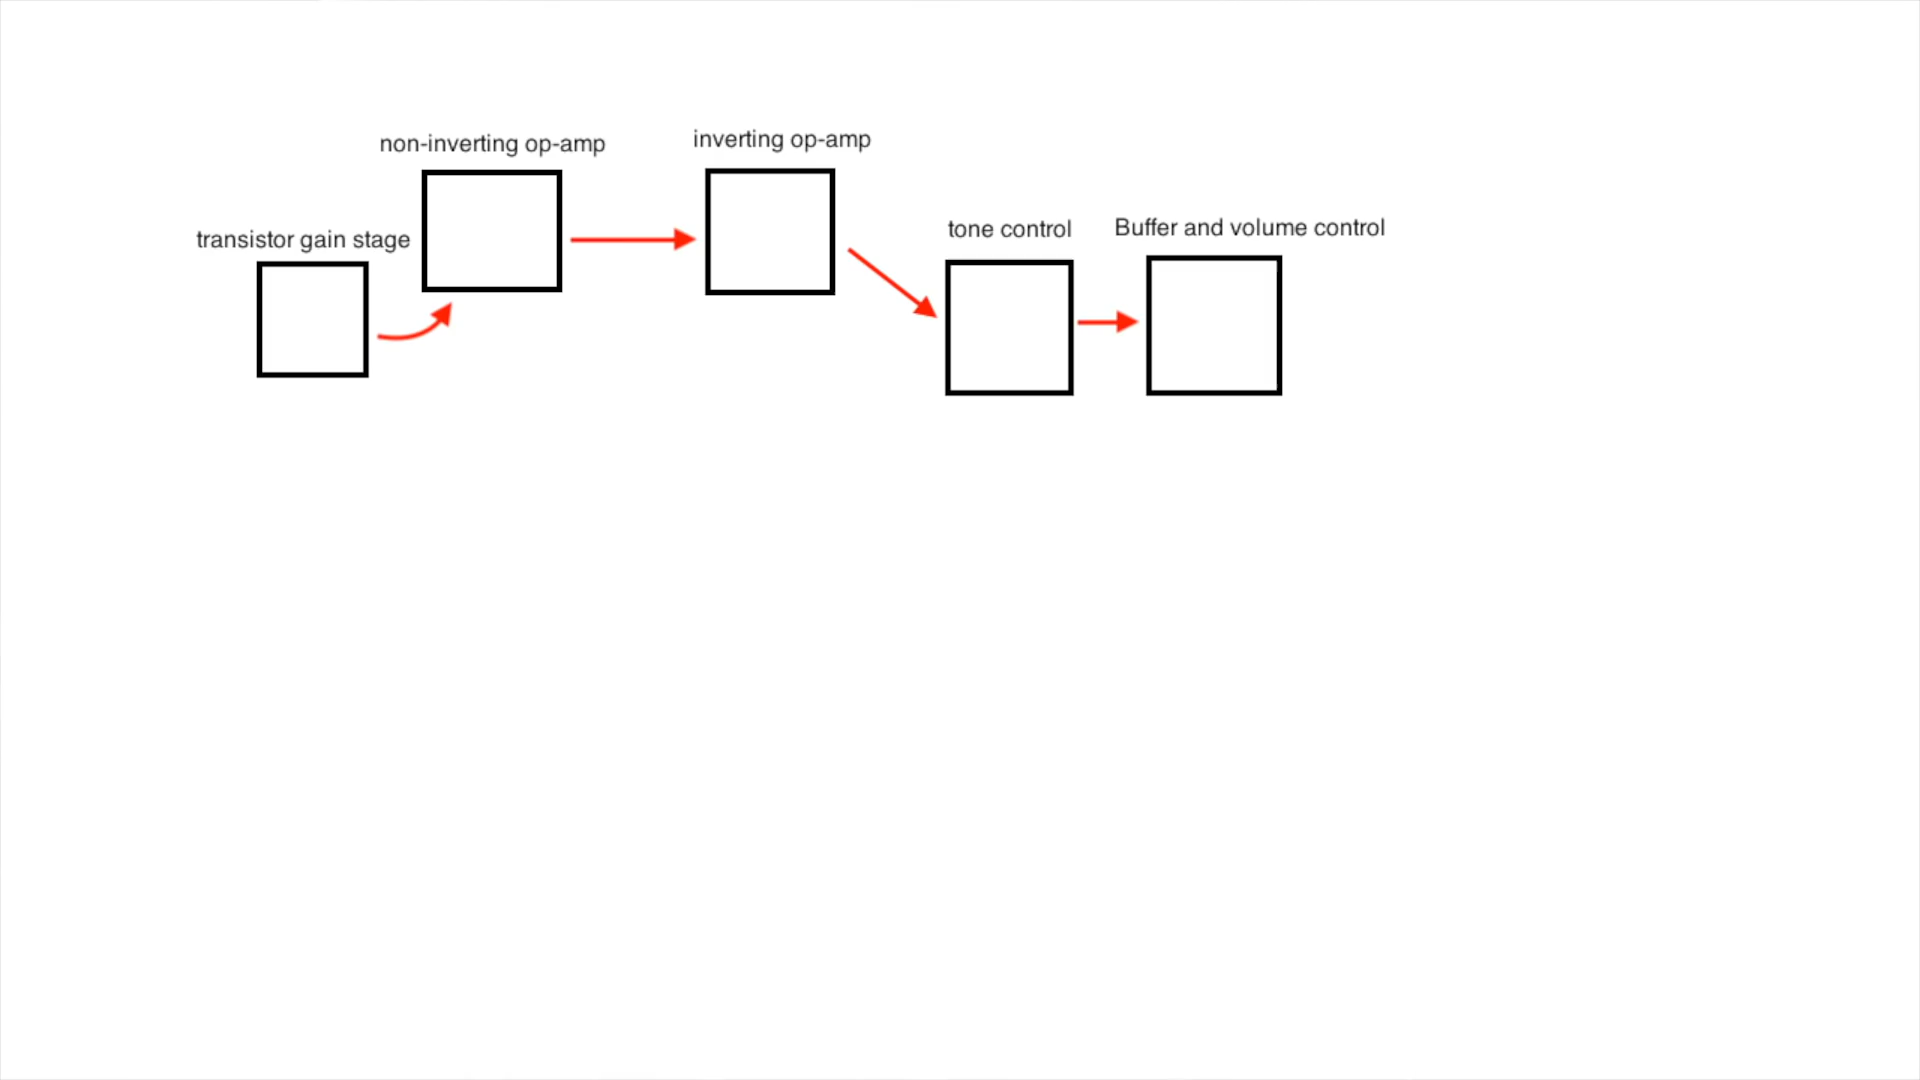 transistor gain stage
non-inverting op-amp
inverting op-amp
tone control
Buffer and volume control